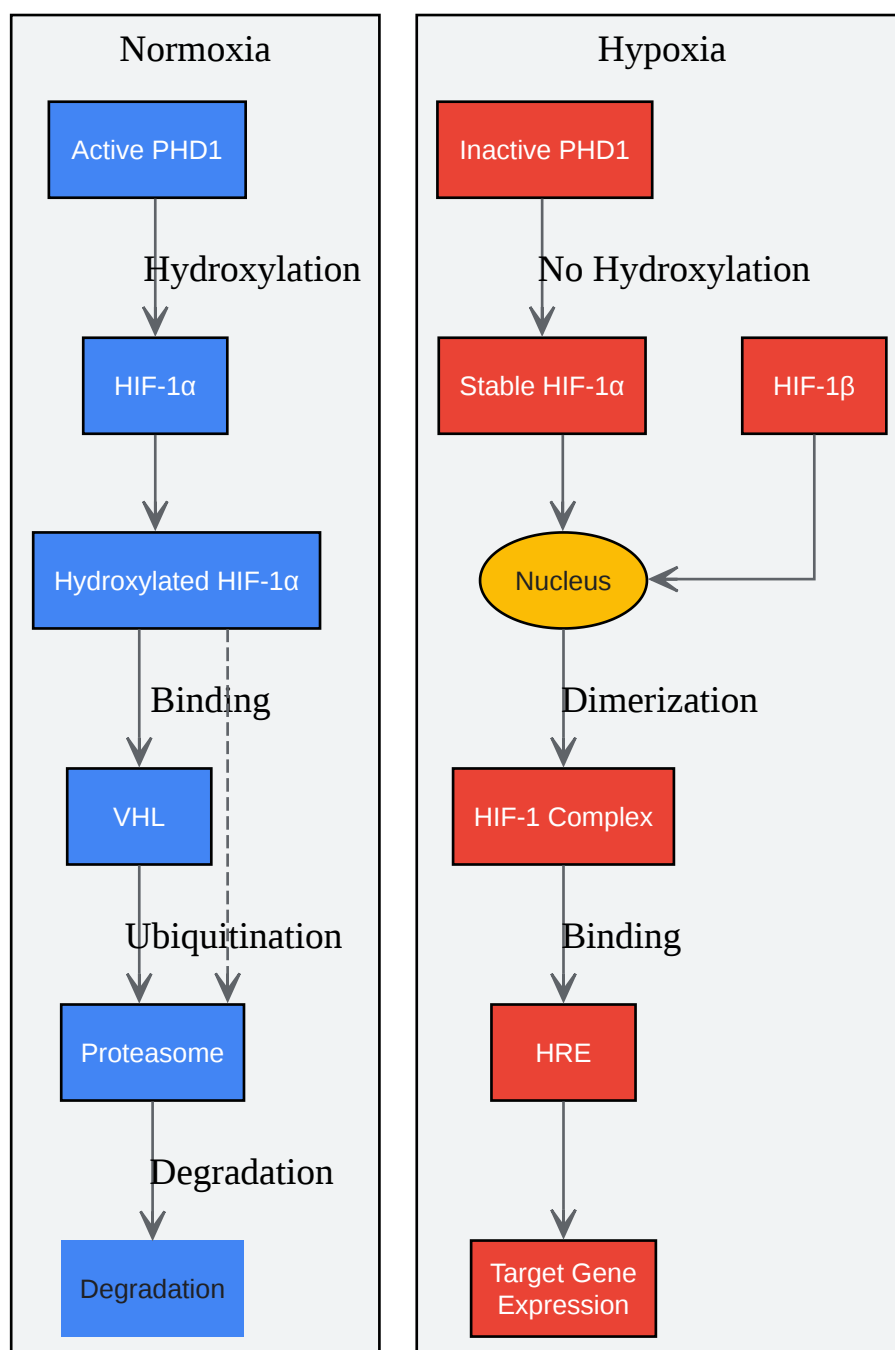 Normoxia
Active PHD1
Hydroxylation
HIF-1α
Hydroxylated HIF-1α
Binding
VHL
Ubiquitination
Proteasome
Degradation
Degradation
Hypoxia
Inactive PHD1
No Hydroxylation
Stable HIF-1α
HIF-1β
Nucleus
Dimerization
HIF-1 Complex
Binding
HRE
Target Gene
Expression